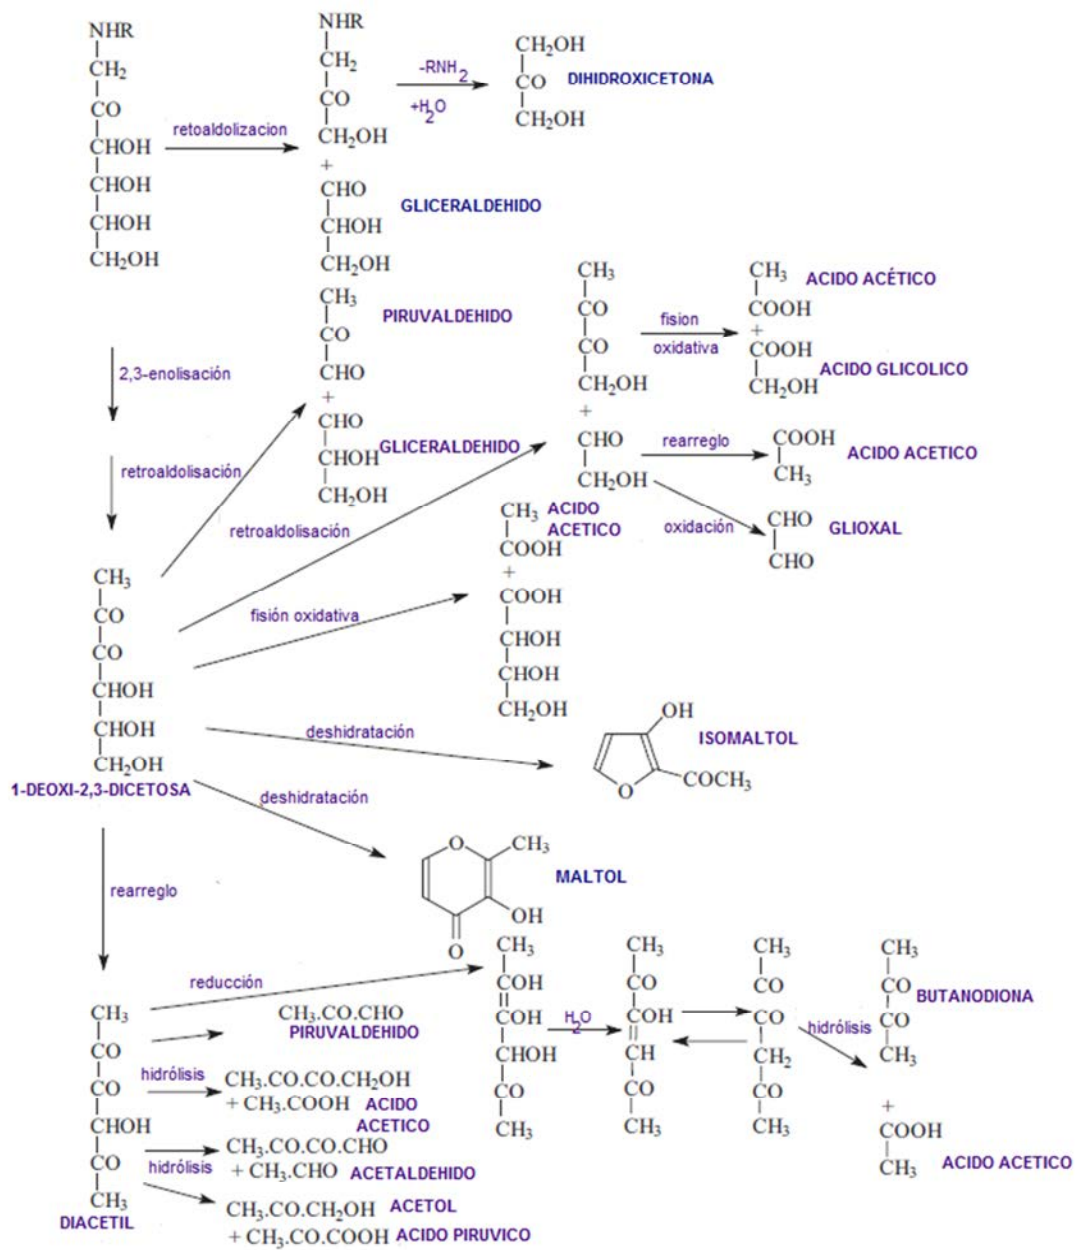 NHR
CH2
CO
CHOH
CHOH
CHOH
CH2OH
retoaldolizacion
NHR
CH2
CO
CH2OH
+
CHO
CHOH
CH2OH
GLICERALDEHIDO
-RNH2
+H2O
CH2OH
CO
CH2OH
DIHIDROXICETONA
2,3-enolisación
retroaldolisación
CH3
CO
CHO
+
CHO
CHOH
CH2OH
PIRUVALDEHIDO
GLICERALDEHIDO
retroaldolisación
CH3
CO
CO
CH2OH
+
CHO
CH2OH
fision
oxidativa
CH3
COOH
+
COOH
CH2OH
ACIDO ACÉTICO
ACIDO GLICOLICO
rearreglo
COOH
CH3
ACIDO ACETICO
oxidación
CHO
CHO
GLIOXAL
CH3
CO
CO
CHOH
CHOH
CH2OH
1-DEOXI-2,3-DICETOSA
fisión oxidativa
CH3
COOH
+
COOH
CHOH
CHOH
CH2OH
ACIDO
ACETICO
deshidratación
OH
COCH3
O
ISOMALTOL
deshidratación
O
CH3
OH
O
MALTOL
rearreglo
CH3
CO
CO
CHOH
CO
CH3
DIACETIL
reducción
CH3
COH
COH
CHOH
CO
CH3
H2O
CH3
CO
COH
CH
CO
CH3
CH3
CO
CO
CH2
CO
CH3
hidrólisis
CH3
CO
CO
CH3
BUTANODIONA
+
COOH
CH3
ACIDO ACETICO
CH3.CO.CHO
PIRUVALDEHIDO
hidrólisis
CH3.CO.CO.CH2OH
+ CH3.COOH ACIDO
ACETICO
hidrólisis
CH3.CO.CO.CHO
+ CH3.CHO ACETALDEHIDO
CH3.CO.CH2OH ACETOL
+ CH3.CO.COOH ACIDO PIRUVICO